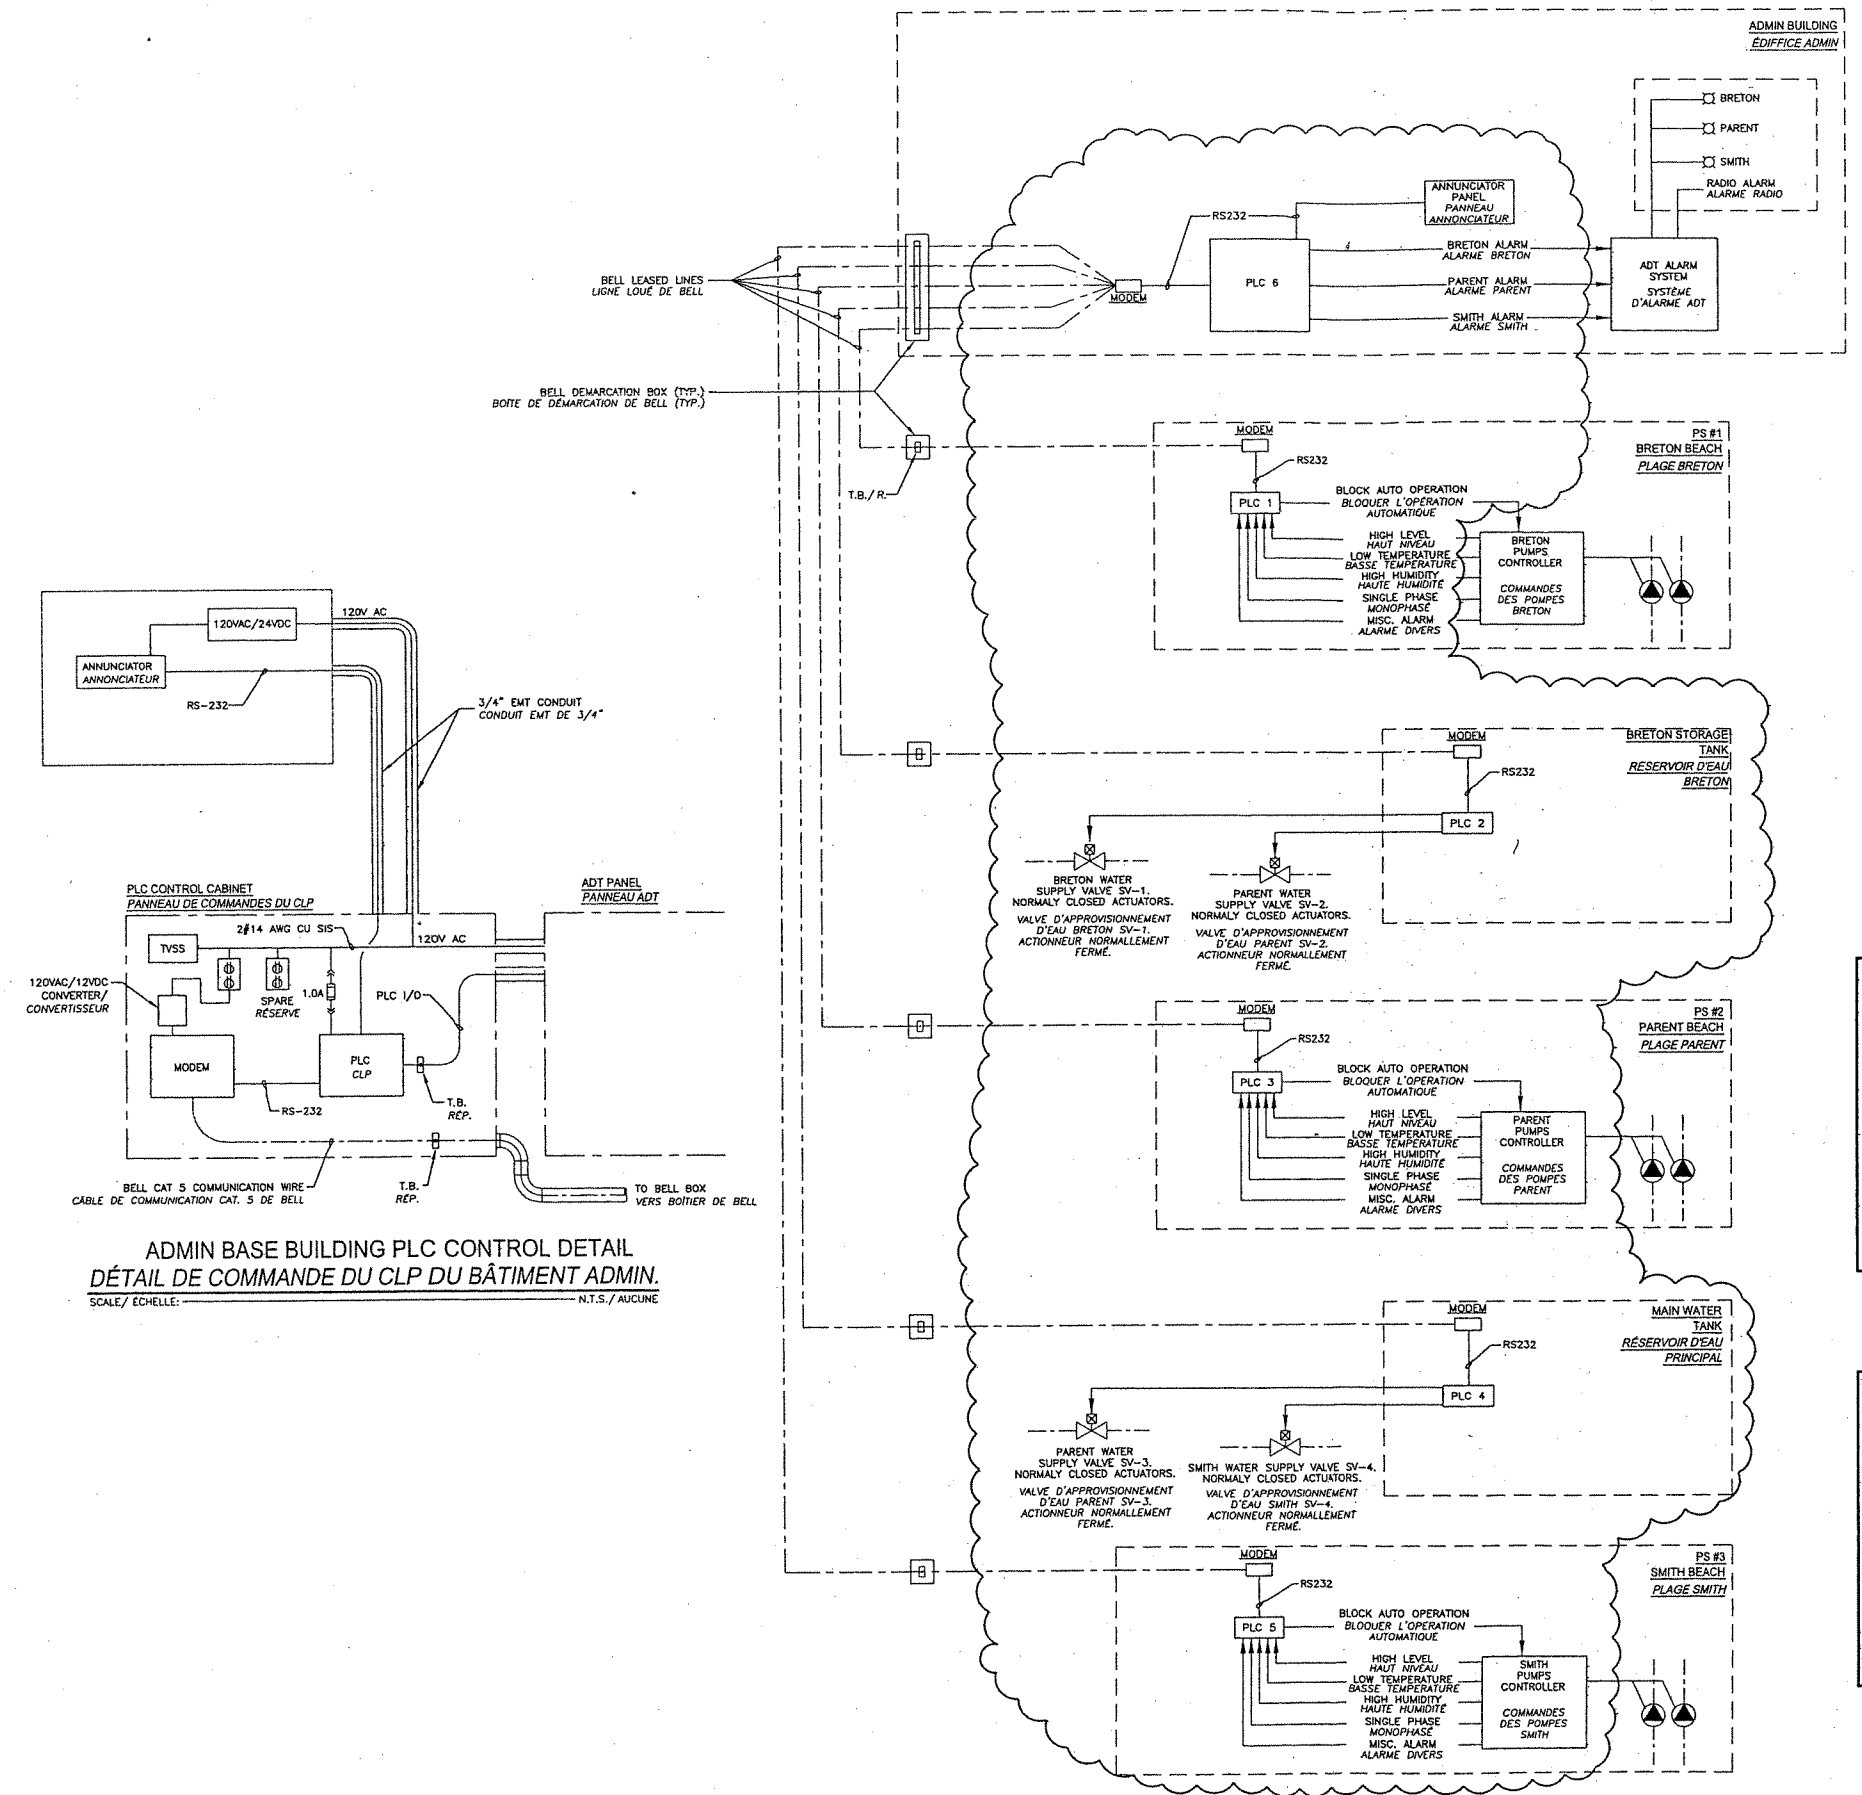 ADMIN BUILDING
ÉDIFFICE ADMIN
BRETON
PARENT
SMITH
RADIO ALARM
ALARME RADIO
ANNUNCIATOR
PANEL
PANNEAU
ANNONCIATEUR
RS232
BRETON ALARM
ALARME BRETON
PLC 6
PARENT ALARM
ALARME PARENT
SMITH ALARM
ALARME SMITH
ADT ALARM
SYSTEM
SYSTÈME
D'ALARME ADT
MODEM
BELL LEASED LINES
LIGNE LOUÉ DE BELL
BELL DEMARCATION BOX (TYP.)
BOITE DE DÉMARCATION DE BELL (TYP.)
T.B./R.
MODEM
RS232
PS #1
BRETON BEACH
PLAGE BRETON
PLC 1
BLOCK AUTO OPERATION
BLOQUER L'OPÉRATION
AUTOMATIQUE
HIGH LEVEL
HAUT NIVEAU
LOW TEMPERATURE
BASSE TEMPÉRATURE
HIGH HUMIDITY
HAUTE HUMIDITÉ
SINGLE PHASE
MONOPHASÉ
MISC. ALARM
ALARME DIVERS
BRETON
PUMPS
CONTROLLER
COMMANDES
DES POMPES
BRETON
120VAC/24VDC
120V AC
ANNUNCIATOR
ANNONCIATEUR
RS-232
3/4" EMT CONDUIT
CONDUIT EMT DE 3/4"
MODEM
RS232
BRETON STORAGE
TANK
RESERVOIR D'EAU
BRETON
PLC 2
BRETON WATER
SUPPLY VALVE SV-1.
NORMALY CLOSED ACTUATORS.
VALVE D'APPROVISIONNEMENT
D'EAU BRETON SV-1.
ACTIONNEUR NORMALLEMENT
FERMÉ.
PARENT WATER
SUPPLY VALVE SV-2.
NORMALY CLOSED ACTUATORS.
VALVE D'APPROVISIONNEMENT
D'EAU PARENT SV-2.
ACTIONNEUR NORMALLEMENT
FERMÉ.
PLC CONTROL CABINET
PANNEAU DE COMMANDES DU CLP
ADT PANEL
PANNEAU ADT
2#14 AWG CU SIS
120V AC
TVSS
120VAC/12VDC
CONVERTER/
CONVERTISSEUR
SPARE
RÉSERVE
1.0A
PLC I/O
MODEM
PLC
CLP
RS-232
T.B.
RÉP.
BELL CAT 5 COMMUNICATION WIRE
CÂBLE DE COMMUNICATION CAT. 5 DE BELL
T.B.
RÉP.
TO BELL BOX
VERS BOITIER DE BELL
ADMIN BASE BUILDING PLC CONTROL DETAIL
DÉTAIL DE COMMANDE DU CLP DU BÂTIMENT ADMIN.
SCALE/ ÉCHELLE: N.T.S./ AUCUNE
MODEM
RS232
PS #2
PARENT BEACH
PLAGE PARENT
PLC 3
BLOCK AUTO OPERATION
BLOQUER L'OPERATION
AUTOMATIQUE
HIGH LEVEL
HAUT NIVEAU
LOW TEMPERATURE
BASSE TEMPÉRATURE
HIGH HUMIDITY
HAUTE HUMIDITÉ
SINGLE PHASE
MONOPHASÉ
MISC. ALARM
ALARME DIVERS
PARENT
PUMPS
CONTROLLER
COMMANDES
DES POMPES
PARENT
MODEM
RS232
MAIN WATER
TANK
RÉSERVOIR D'EAU
PRINCIPAL
PLC 4
PARENT WATER
SUPPLY VALVE SV-3.
NORMALY CLOSED ACTUATORS.
VALVE D'APPROVISIONNEMENT
D'EAU PARENT SV-3.
ACTIONNEUR NORMALLEMENT
FERMÉ.
SMITH WATER SUPPLY VALVE SV-4.
NORMALY CLOSED ACTUATORS.
VALVE D'APPROVISIONNEMENT
D'EAU SMITH SV-4.
ACTIONNEUR NORMALLEMENT
FERMÉ.
MODEM
RS232
PS #3
SMITH BEACH
PLAGE SMITH
PLC 5
BLOCK AUTO OPERATION
BLOQUER L'OPERATION
AUTOMATIQUE
HIGH LEVEL
HAUT NIVEAU
LOW TEMPERATURE
BASSE TEMPÉRATURE
HIGH HUMIDITY
HAUTE HUMIDITÉ
SINGLE PHASE
MONOPHASÉ
MISC. ALARM
ALARME DIVERS
SMITH
PUMPS
CONTROLLER
COMMANDES
DES POMPES
SMITH